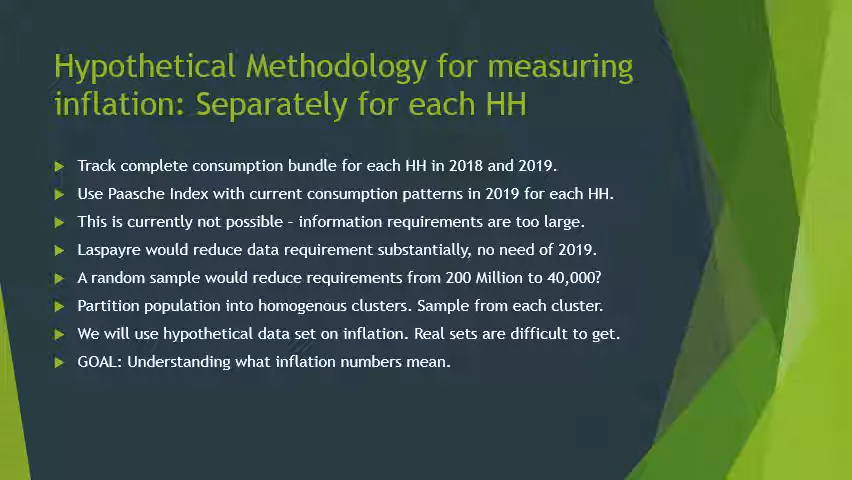 Hypothetical Methodology for measuring
inflation: Separately for each HH
Track complete consumption bundle for each HH in 2018 and 2019.
Use Paasche Index with current consumption patterns in 2019 for each HH.
This is currently not possible – information requirements are too large.
Laspayre would reduce data requirement substantially, no need of 2019.
A random sample would reduce requirements from 200 Million to 40,000?
Partition population into homogenous clusters. Sample from each cluster.
We will use hypothetical data set on inflation. Real sets are difficult to get.
GOAL: Understanding what inflation numbers mean.